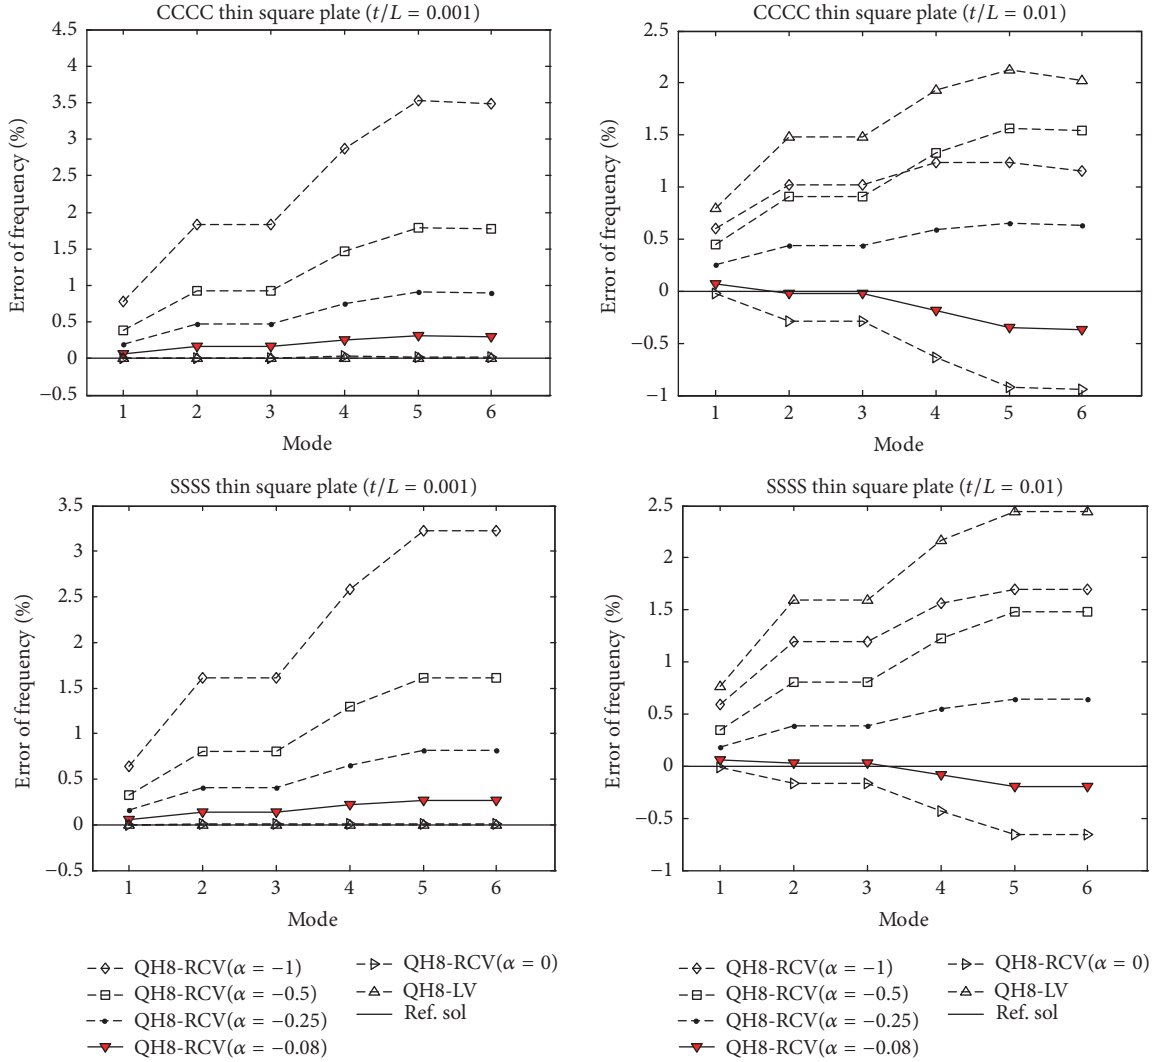 CCCC thin square plate (t/L = 0.001)
4.5
4
3.5
3
2.5
2
1.5
1
0.5
0
−0.5
Error of frequency (%)
1 2 3 4 5 6
Mode
CCCC thin square plate (t/L = 0.01)
2.5
2
1.5
1
0.5
0
−0.5
−1
Error of frequency (%)
1 2 3 4 5 6
Mode
SSSS thin square plate (t/L = 0.001)
3.5
3
2.5
2
1.5
1
0.5
0
−0.5
Error of frequency (%)
1 2 3 4 5 6
Mode
SSSS thin square plate (t/L = 0.01)
2.5
2
1.5
1
0.5
0
−0.5
−1
Error of frequency (%)
1 2 3 4 5 6
Mode
QH8-RCV(α = −1)
QH8-RCV(α = −0.5)
QH8-RCV(α = −0.25)
QH8-RCV(α = −0.08)
QH8-RCV(α = 0)
QH8-LV
Ref. sol
QH8-RCV(α = −1)
QH8-RCV(α = −0.5)
QH8-RCV(α = −0.25)
QH8-RCV(α = −0.08)
QH8-RCV(α = 0)
QH8-LV
Ref. sol